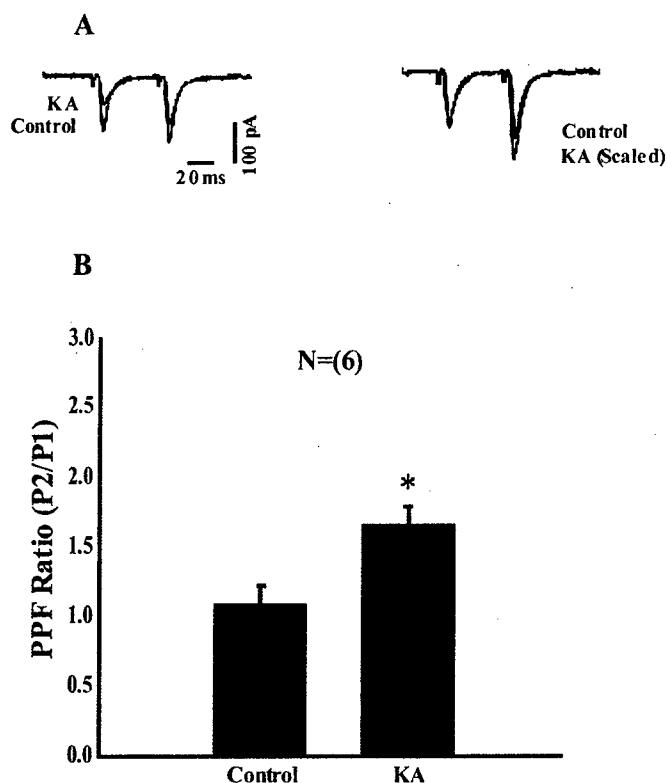 A
KA
Control
100 pA
20 ms
Control
KA (Scaled)
B
N=(6)
PPF Ratio (P2/P1)
3.0
2.5
2.0
*
1.5
1.0
0.5
0.0
Control
KA